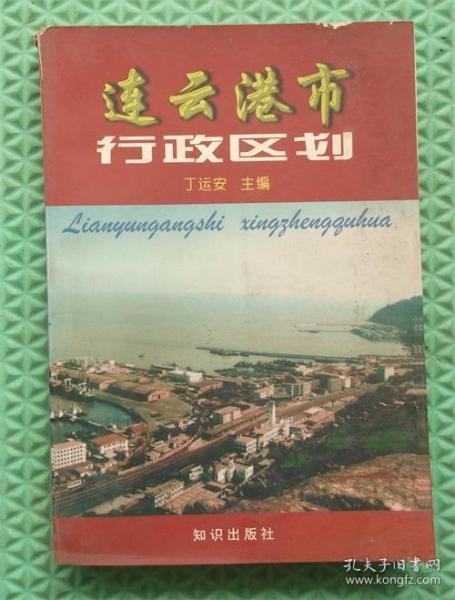 连云港市
行政区划
丁运安 主编
Lianyungangshi xingzhengquhua
知识出版社
孔夫子旧书网
www.kongfz.com